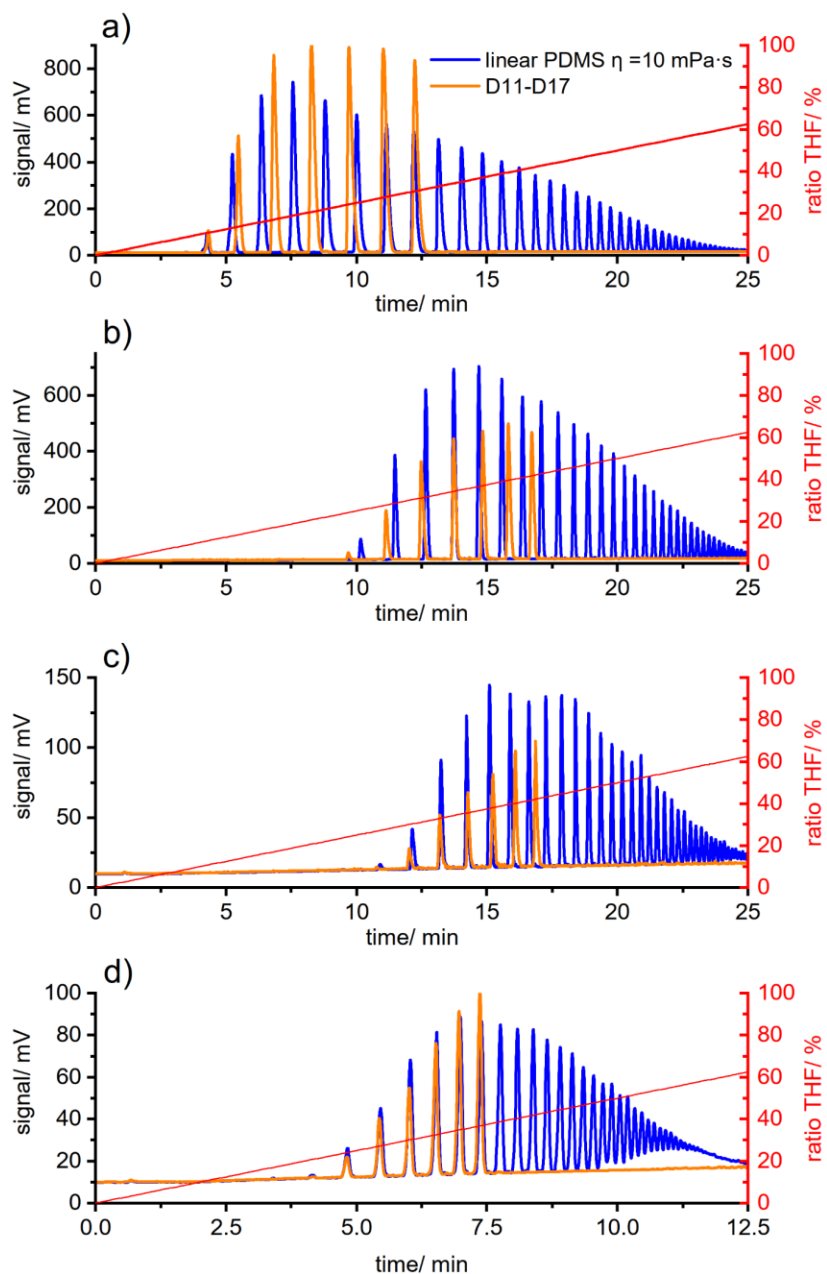 a)
linear PDMS η =10 mPa·s
D11-D17
signal/ mV
800
600
400
200
0
ratio THF/ %
100
80
60
40
20
0
0 5 10 15 20 25
time/ min
b)
signal/ mV
600
400
200
0
ratio THF/ %
100
80
60
40
20
0
0 5 10 15 20 25
time/ min
c)
signal/ mV
150
100
50
0
ratio THF/ %
100
80
60
40
20
0
0 5 10 15 20 25
time/ min
d)
signal/ mV
100
80
60
40
20
0
ratio THF/ %
100
80
60
40
20
0
0.0 2.5 5.0 7.5 10.0 12.5
time/ min